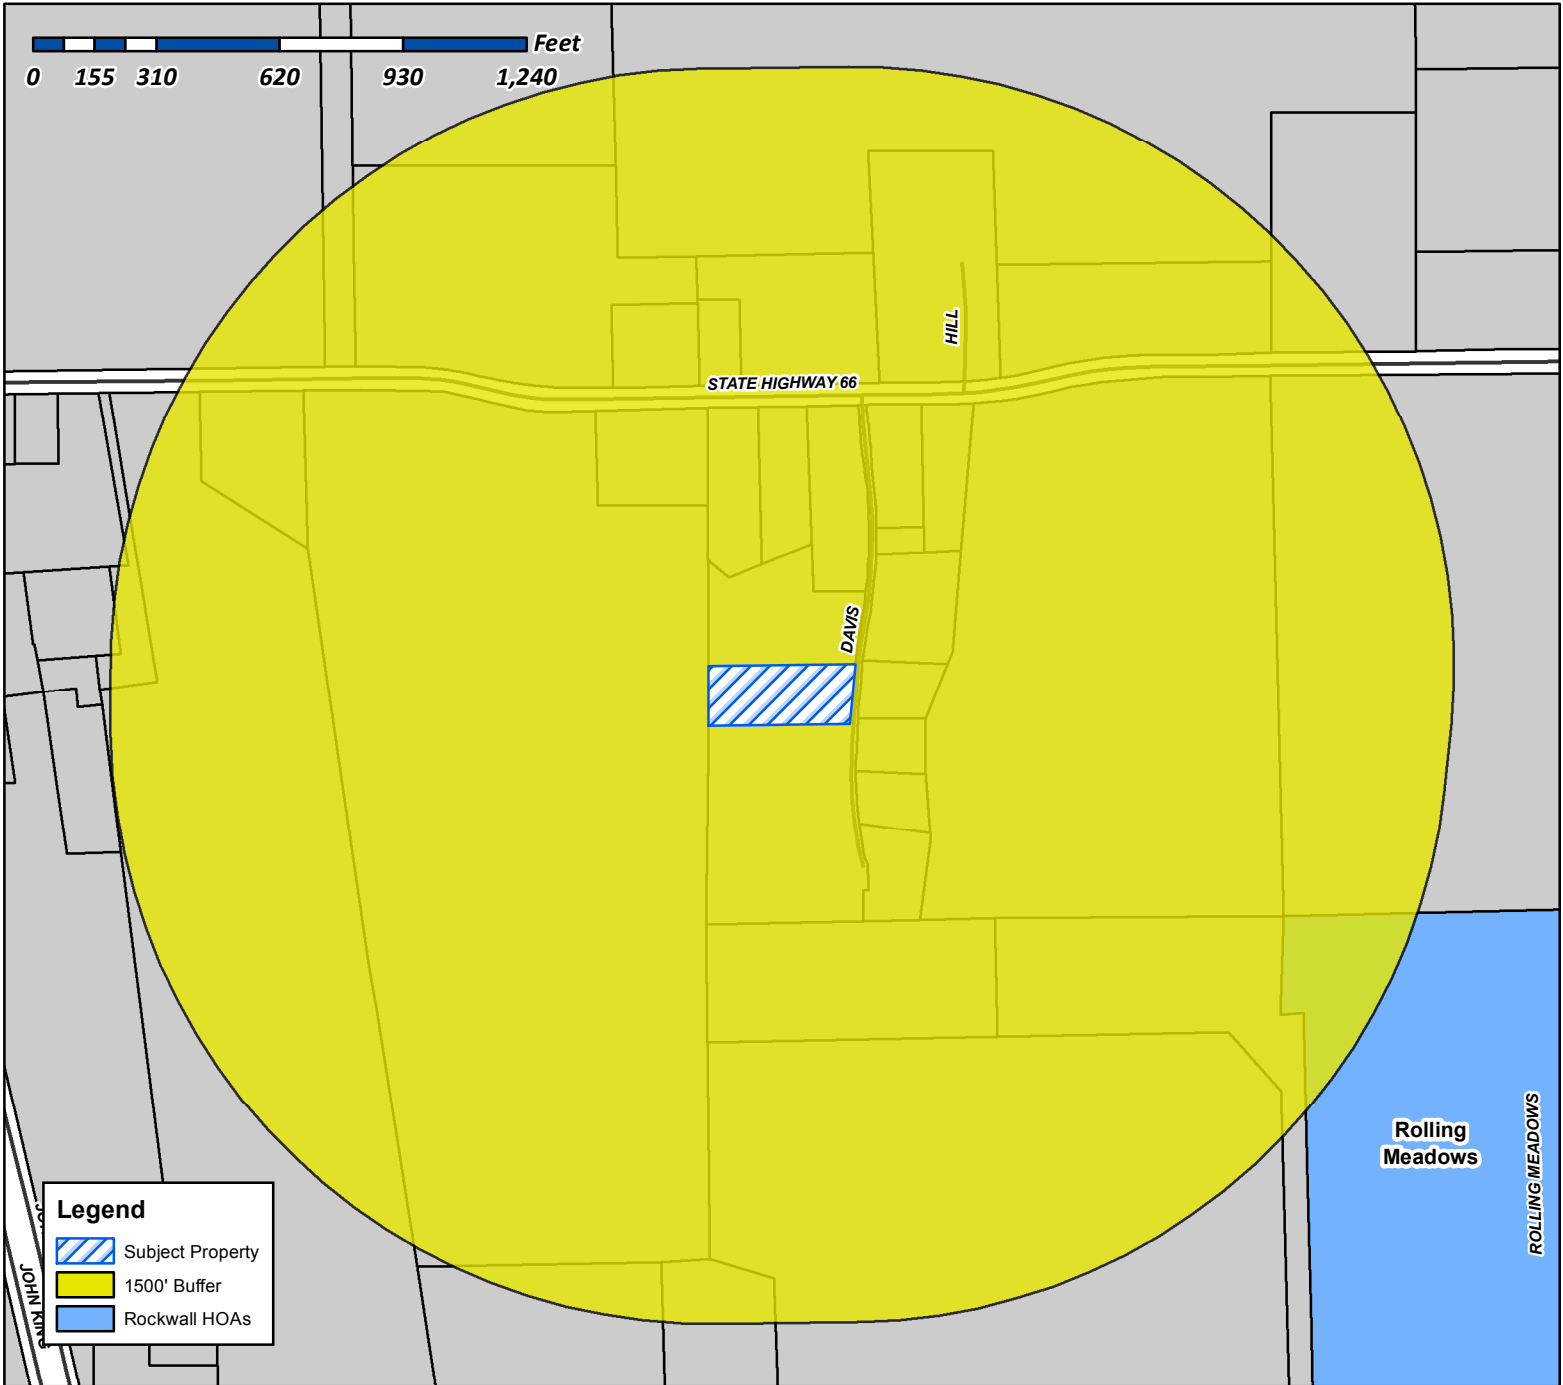 Feet
0 155 310 620 930 1,240
HILL
STATE HIGHWAY 66
DAVIS
Rolling
Meadows
ROLLING MEADOWS
Legend
Subject Property
1500' Buffer
Rockwall HOAs
JOHN KING